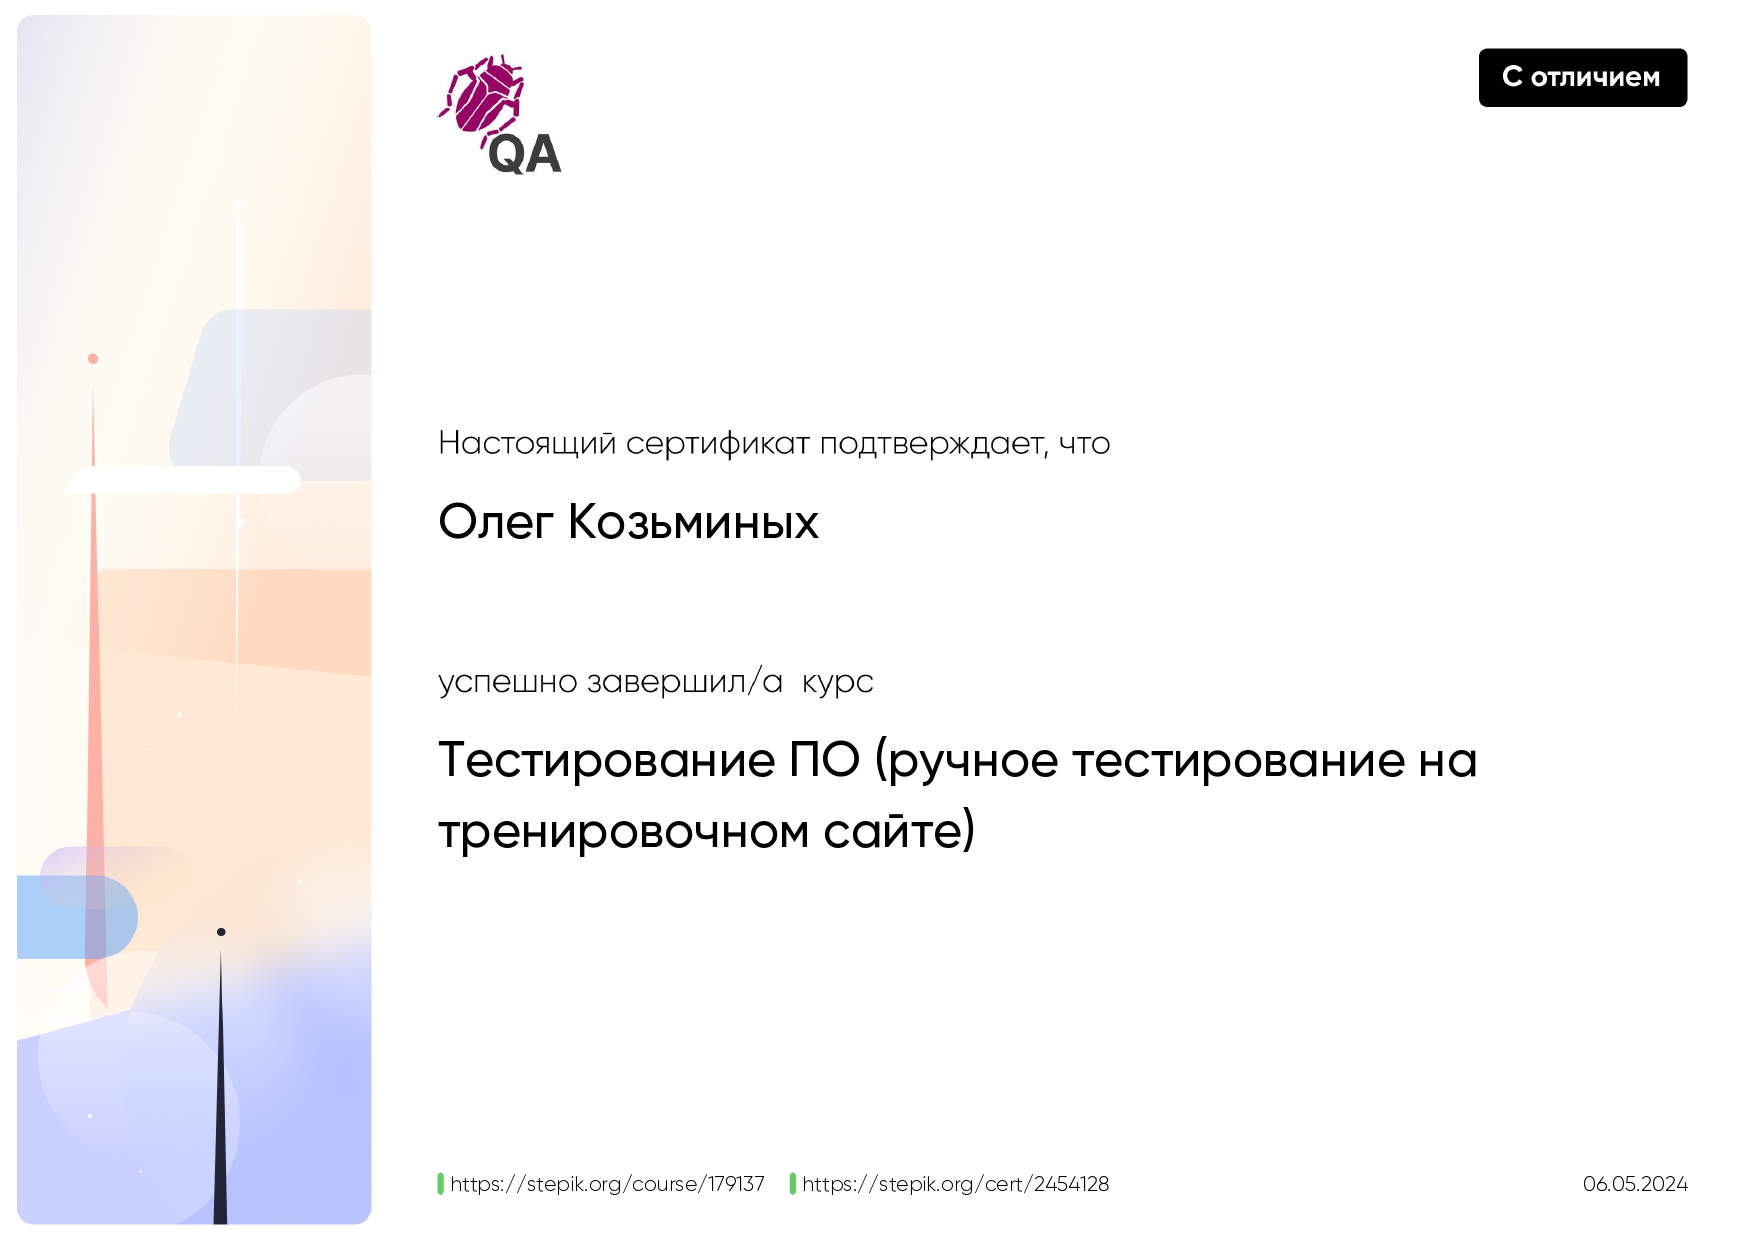 QA
С отличием
Настоящий сертификат подтверждает, что
Олег Козьминых
успешно завершил/а курс
Тестирование ПО (ручное тестирование на
тренировочном сайте)
https://stepik.org/course/179137 https://stepik.org/cert/2454128 06.05.2024